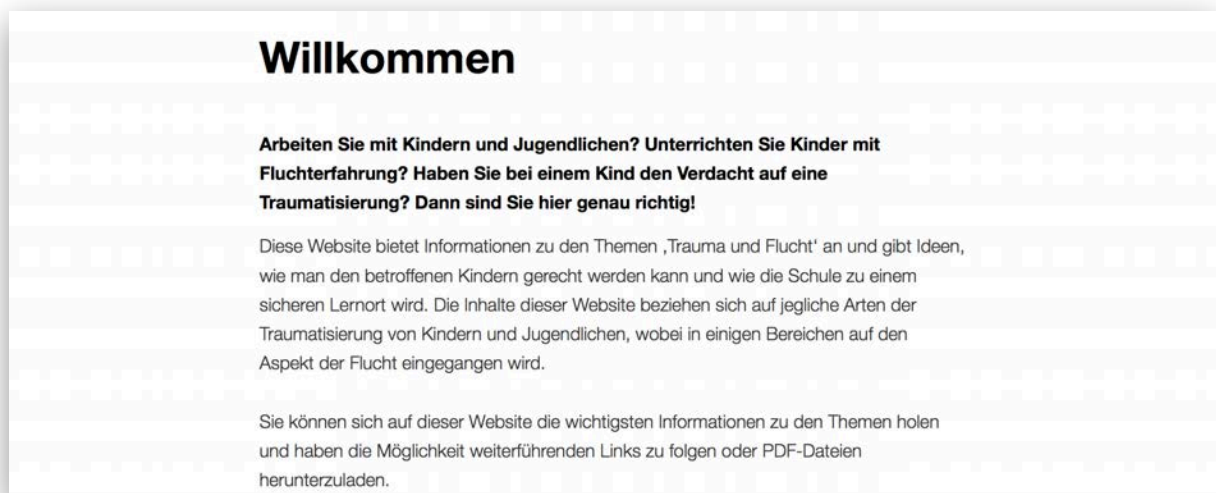 Willkommen
Arbeiten Sie mit Kindern und Jugendlichen? Unterrichten Sie Kinder mit
Fluchterfahrung? Haben Sie bei einem Kind den Verdacht auf eine
Traumatisierung? Dann sind Sie hier genau richtig!
Diese Website bietet Informationen zu den Themen ‚Trauma und Flucht‘ an und gibt Ideen,
wie man den betroffenen Kindern gerecht werden kann und wie die Schule zu einem
sicheren Lernort wird. Die Inhalte dieser Website beziehen sich auf jegliche Arten der
Traumatisierung von Kindern und Jugendlichen, wobei in einigen Bereichen auf den
Aspekt der Flucht eingegangen wird.
Sie können sich auf dieser Website die wichtigsten Informationen zu den Themen holen
und haben die Möglichkeit weiterführenden Links zu folgen oder PDF-Dateien
herunterzuladen.